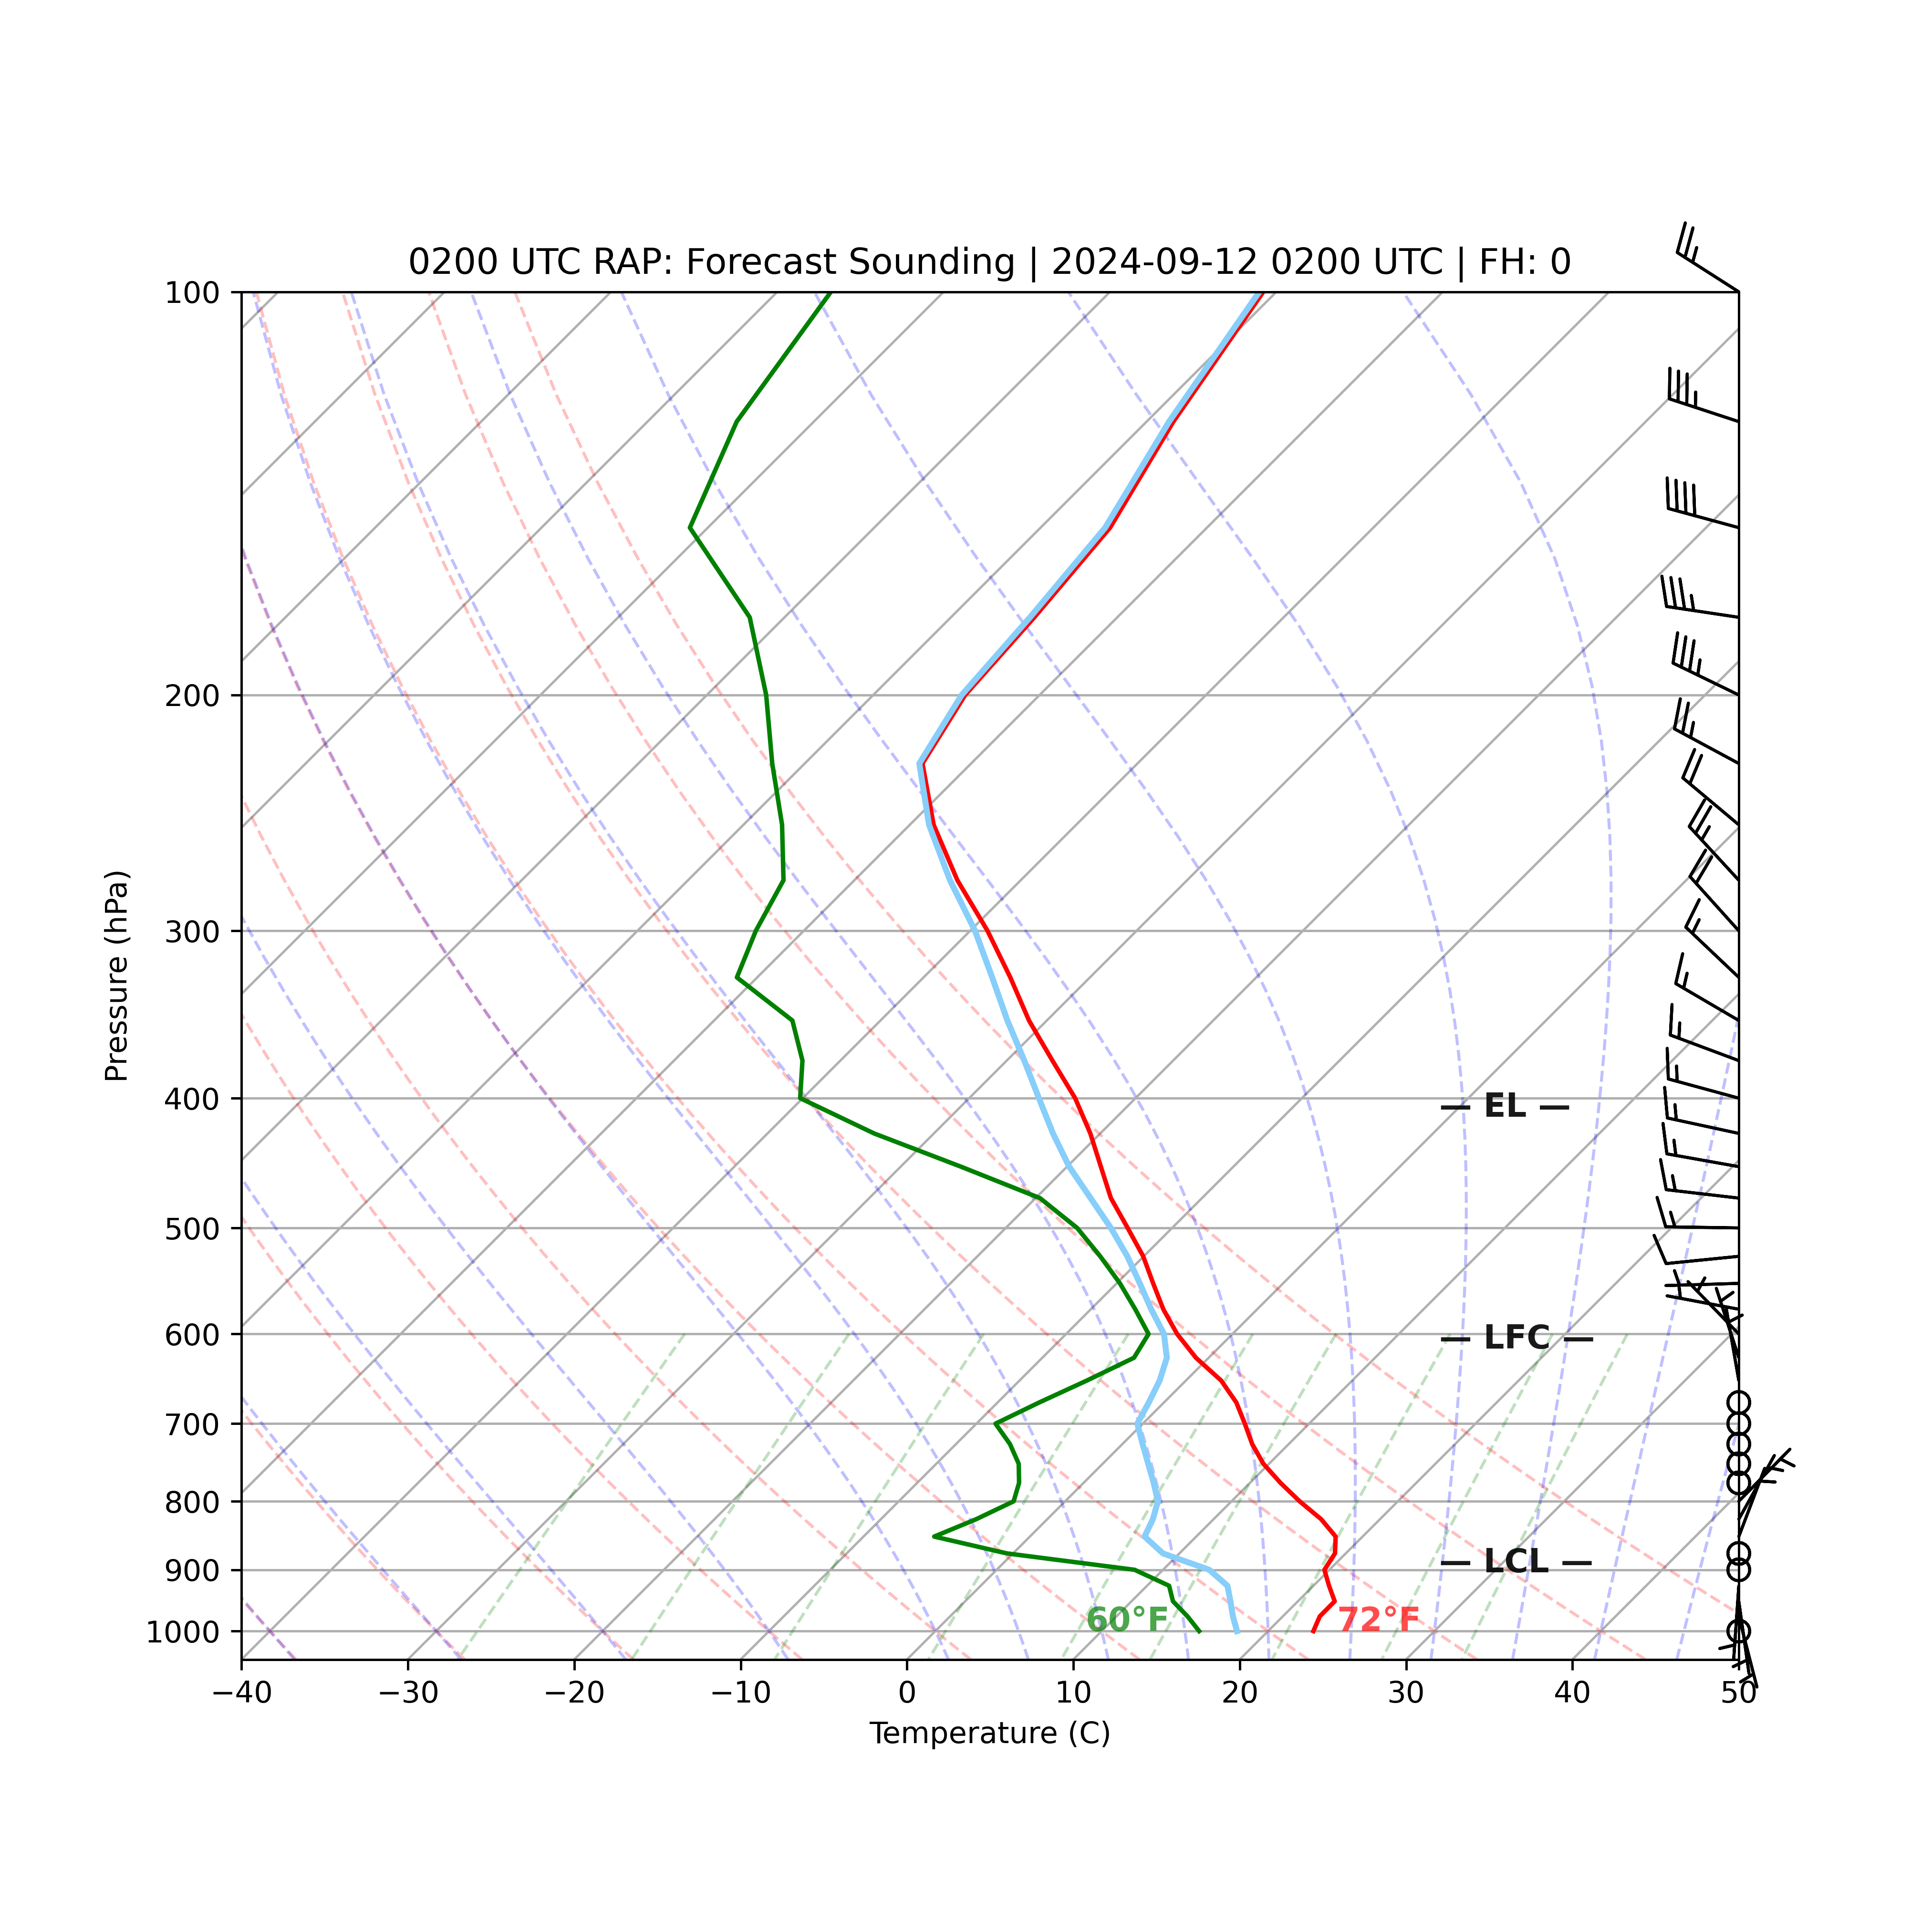 0200 UTC RAP: Forecast Sounding | 2024-09-12 0200 UTC | FH: 0
100
200
300
400
— EL —
500
600
— LFC —
700
800
900
— LCL —
60°F
72°F
1000
−40 −30 −20 −10 0 10 20 30 40 50
Temperature (C)
Pressure (hPa)